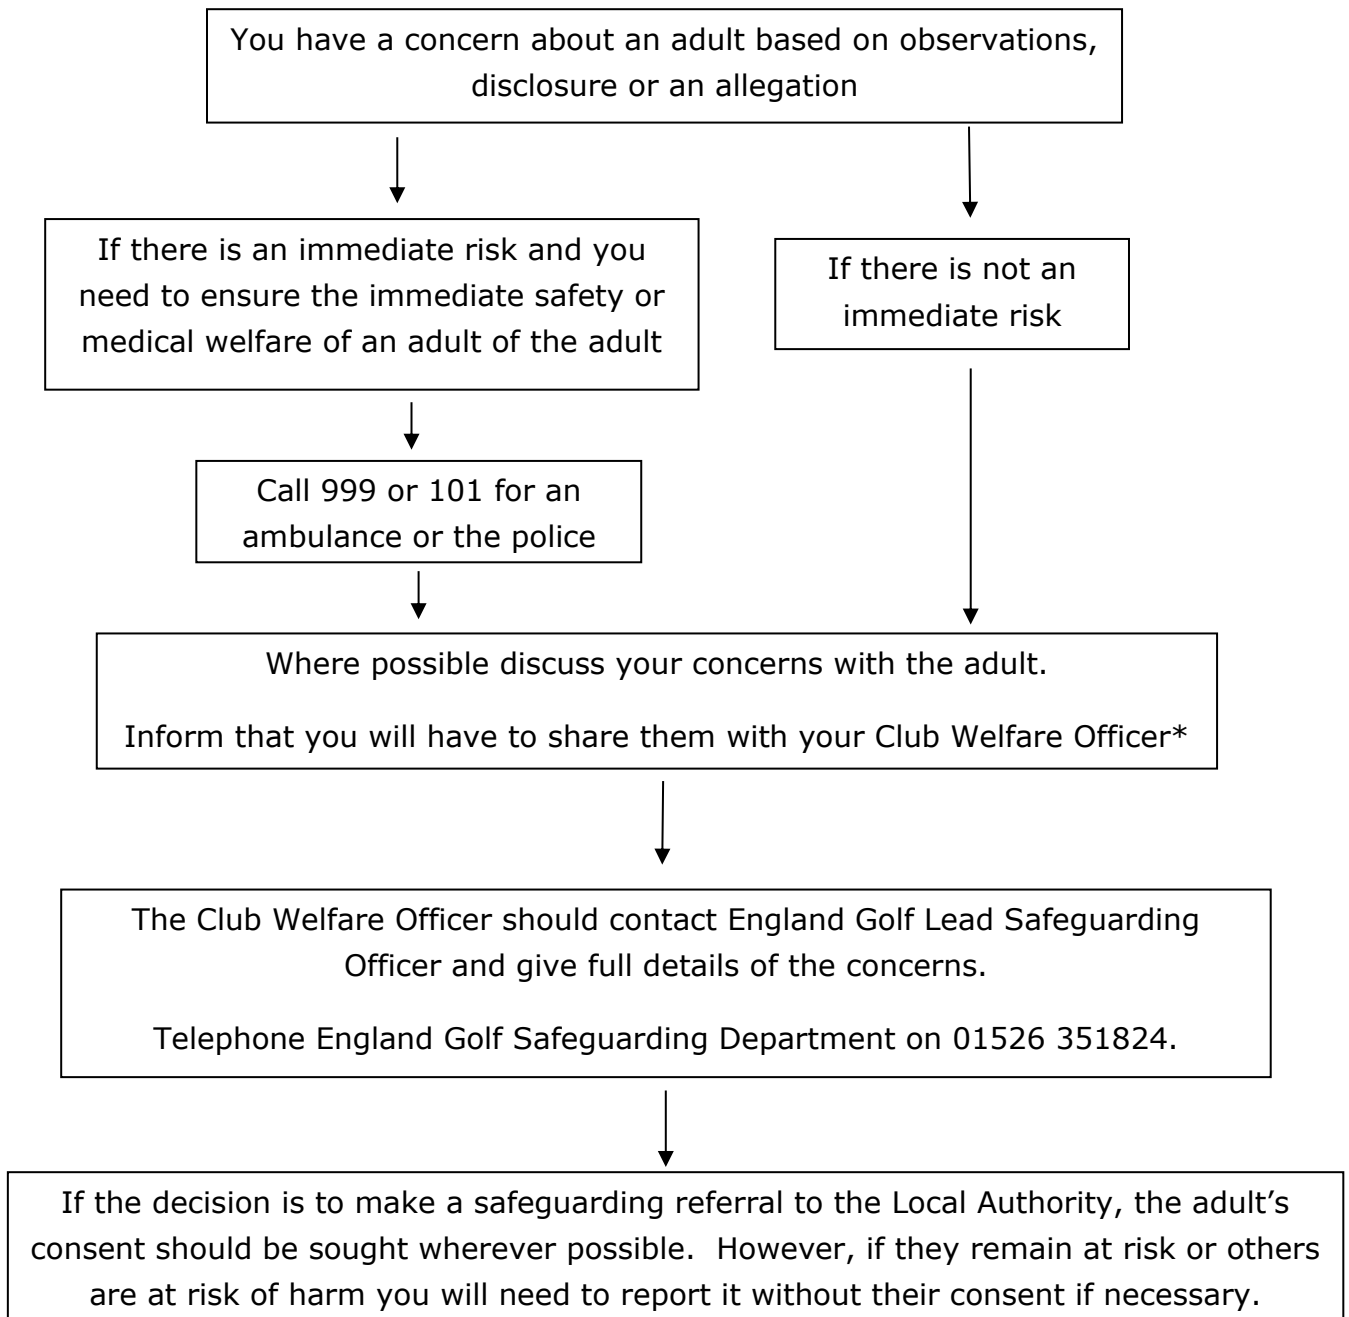 You have a concern about an adult based on observations,
disclosure or an allegation
If there is an immediate risk and you
need to ensure the immediate safety or
medical welfare of an adult of the adult
If there is not an
immediate risk
Call 999 or 101 for an
ambulance or the police
Where possible discuss your concerns with the adult.
Inform that you will have to share them with your Club Welfare Officer*
The Club Welfare Officer should contact England Golf Lead Safeguarding
Officer and give full details of the concerns.
Telephone England Golf Safeguarding Department on 01526 351824.
If the decision is to make a safeguarding referral to the Local Authority, the adult’s
consent should be sought wherever possible.  However, if they remain at risk or others
are at risk of harm you will need to report it without their consent if necessary.